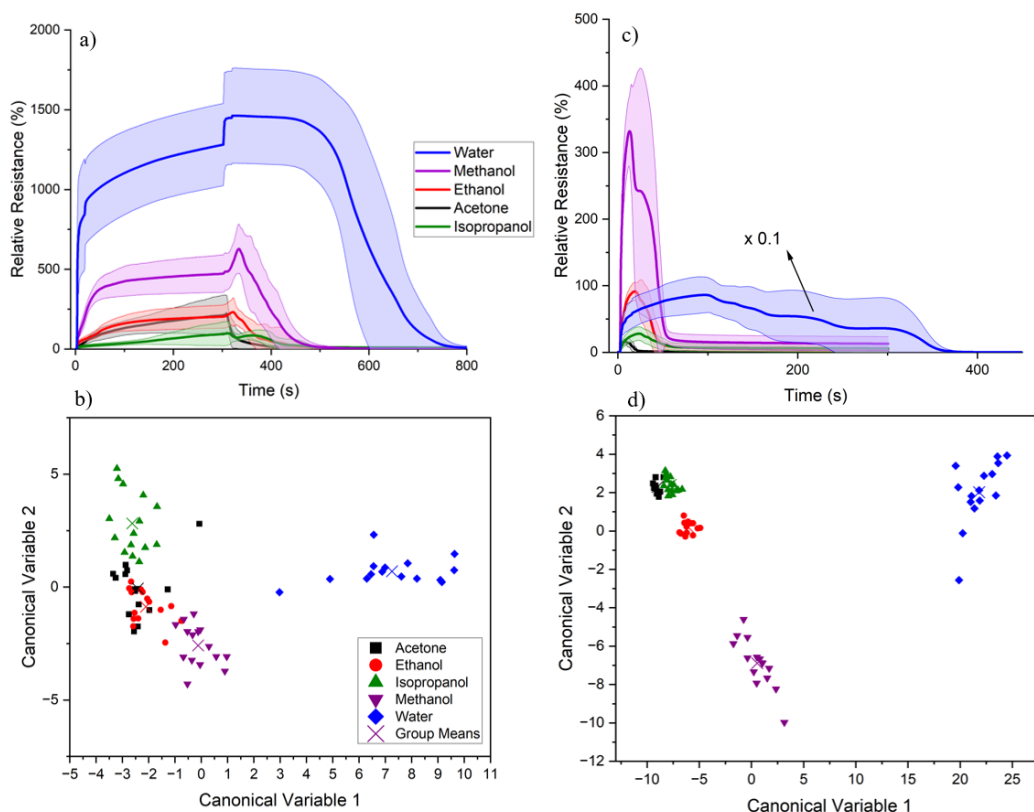 a)
2000
1500
1000
500
0
Relative Resistance (%)
0 200 400 600 800
Time (s)
Water
Methanol
Ethanol
Acetone
Isopropanol
c)
500
400
300
200
100
0
Relative Resistance (%)
x 0.1
0 200 400
Time (s)
b)
5
0
−5
Canonical Variable 2
Acetone
Ethanol
Isopropanol
Methanol
Water
Group Means
−5 −4 −3 −2 −1 0 1 2 3 4 5 6 7 8 9 10 11
Canonical Variable 1
d)
6
4
2
0
−2
−4
−6
−8
−10
−12
Canonical Variable 2
−10 −5 0 5 10 15 20 25
Canonical Variable 1